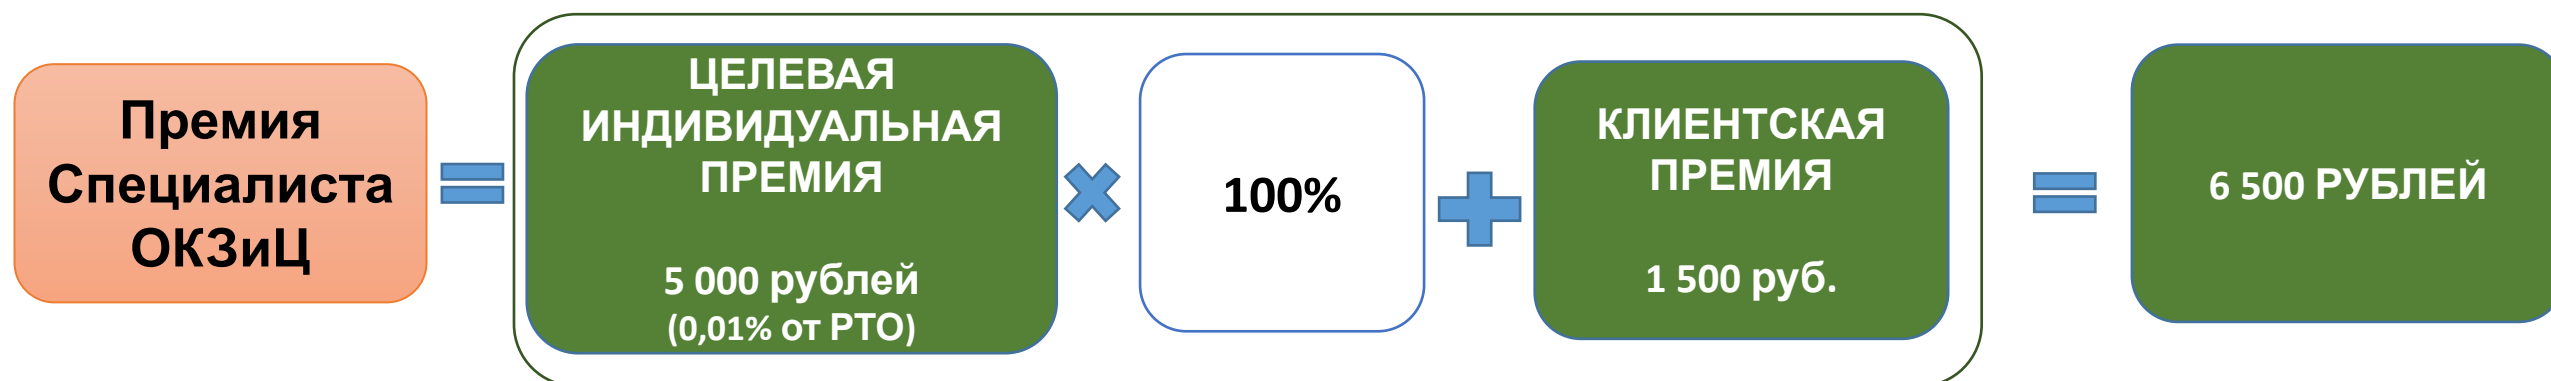 Премия
Специалиста
ОКЗиЦ
ЦЕЛЕВАЯ
ИНДИВИДУАЛЬНАЯ
ПРЕМИЯ
5 000 рублей
(0,01% от РТО)
100%
КЛИЕНТСКАЯ
ПРЕМИЯ
1 500 руб.
6 500 РУБЛЕЙ